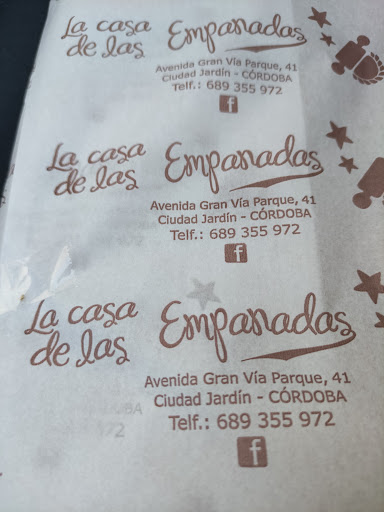 La casa Empanadas
de las
Avenida Gran Vía Parque, 41
Ciudad Jardín - CÓRDOBA
Telf.: 689 355 972
f
La casa Empanadas
de las
Avenida Gran Vía Parque, 41
Ciudad Jardín - CÓRDOBA
Telf.: 689 355 972
f
La casa Empanadas
de las
Avenida Gran Vía Parque, 41
Ciudad Jardín - CÓRDOBA
Telf.: 689 355 972
f